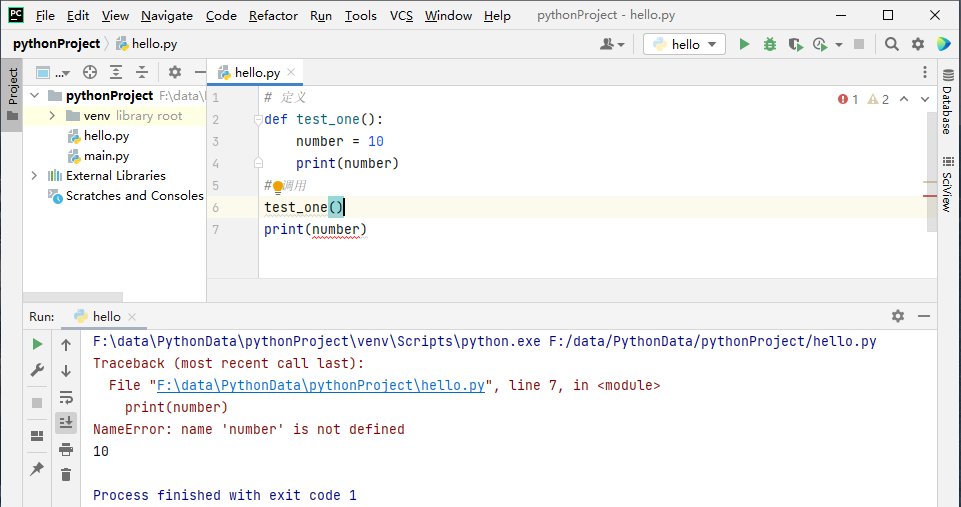 PC File Edit View Navigate Code Refactor Run Tools VCS Window Help pythonProject - hello.py
pythonProject hello.py hello
Project
...
pythonProject F:\data\
venv library root
hello.py
main.py
External Libraries
Scratches and Consoles
hello.py
1 # 定义
2 def test_one():
3 number = 10
4 print(number)
5 # 调用
6 test_one()
7 print(number)
1 2
Database
SciView
Run: hello
F:\data\PythonData\pythonProject\venv\Scripts\python.exe F:/data/PythonData/pythonProject/hello.py
Traceback (most recent call last):
File "F:\data\PythonData\pythonProject\hello.py", line 7, in <module>
print(number)
NameError: name 'number' is not defined
10
Process finished with exit code 1